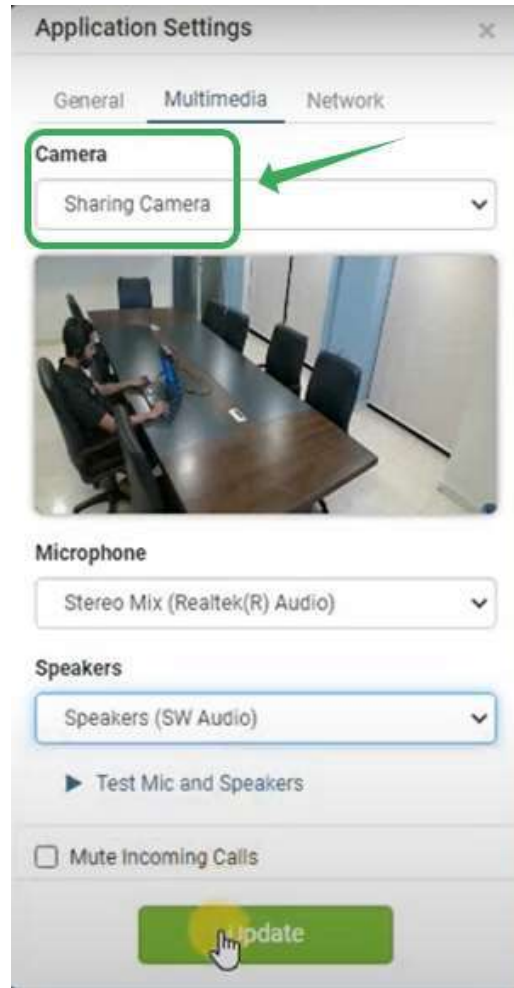 Application Settings
General Multimedia Network
Camera
Sharing Camera
Microphone
Stereo Mix (Realtek(R) Audio)
Speakers
Speakers (SW Audio)
Test Mic and Speakers
Mute Incoming Calls
Update